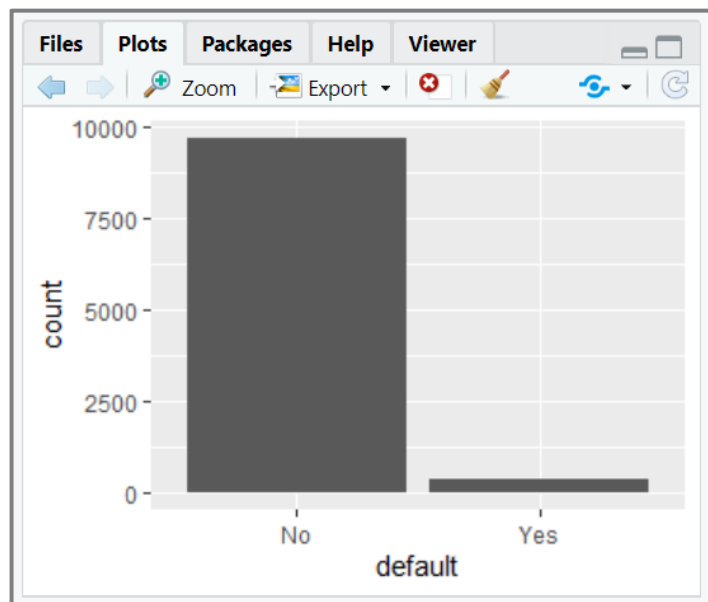 Files Plots Packages Help Viewer
Zoom Export
10000
7500
5000
2500
0
count
No Yes
default